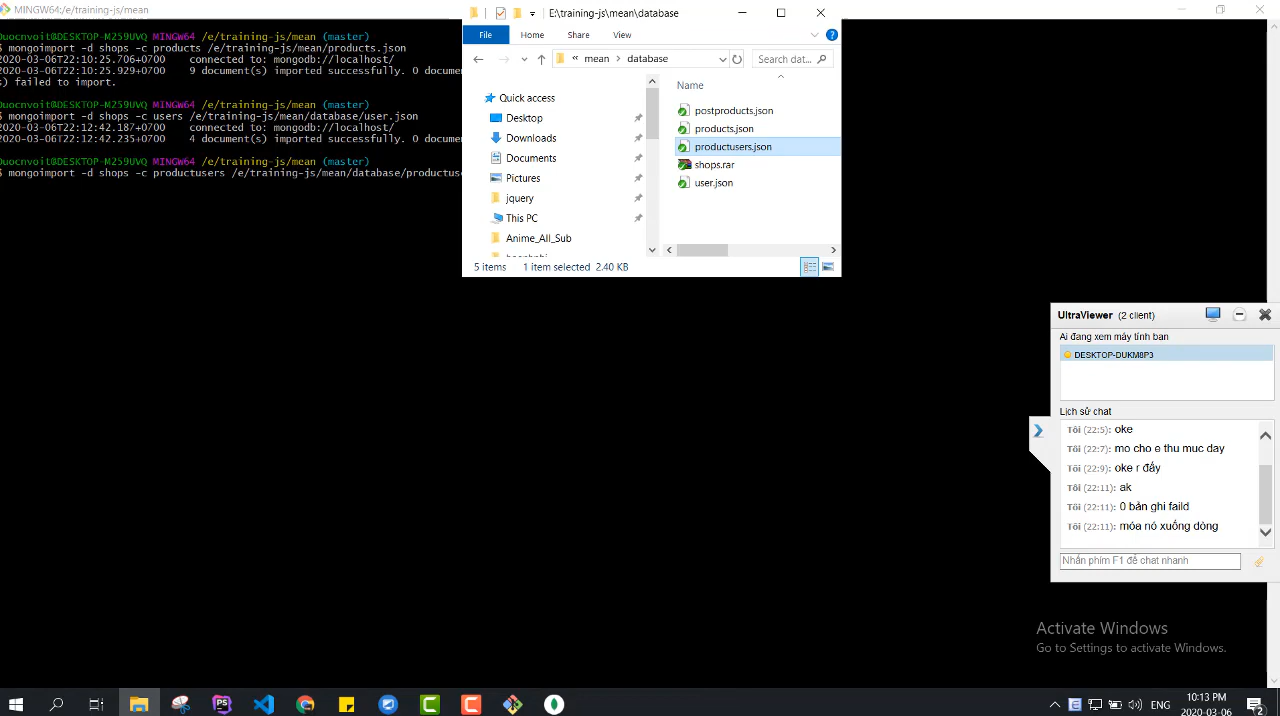 MINGW64:/e/training-js/mean
Duocnvoit@DESKTOP-M259UVQ MINGW64 /e/training-js/mean (master)
$ mongoimport -d shops -c products /e/training-js/mean/products.json
2020-03-06T22:10:25.706+0700    connected to: mongodb://localhost/
2020-03-06T22:10:25.929+0700    9 document(s) imported successfully. 0 docume
s) failed to import.
Duocnvoit@DESKTOP-M259UVQ MINGW64 /e/training-js/mean (master)
mongoimport -d shops -c users /e/training-js/mean/database/user.json
2020-03-06T22:12:42.187+0700    connected to: mongodb://localhost/
2020-03-06T22:12:42.235+0700    4 document(s) imported successfully. 0 docume
Duocnvoit@DESKTOP-M259UVQ MINGW64 /e/training-js/mean (master)
mongoimport -d shops -c productusers /e/training-js/mean/database/productuse
E:\training-js\mean\database
File Home Share View
« mean › database
Search dat...
Name
Quick access
Desktop
Downloads
Documents
Pictures
jquery
This PC
Anime_All_Sub
postproducts.json
products.json
productusers.json
shops.rar
user.json
5 items 1 item selected 2.40 KB
UltraViewer (2 client)
Ai đang xem máy tính bạn
DESKTOP-DUKM8P3
Lịch sử chat
Tôi (22:5): oke
Tôi (22:7): mo cho e thu muc day
Tôi (22:9): oke r đấy
Tôi (22:11): ak
Tôi (22:11): 0 bản ghi faild
Tôi (22:11): móa nó xuống dòng
Nhấn phím F1 để chat nhanh
Activate Windows
Go to Settings to activate Windows.
ENG
10:13 PM
2020-03-06
2